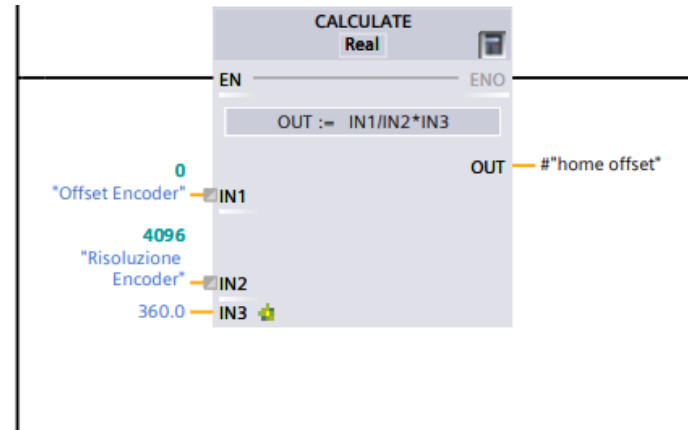 CALCULATE
Real
EN
ENO
OUT := IN1/IN2*IN3
0
"Offset Encoder"
IN1
OUT
#"home offset"
4096
"Risoluzione
Encoder"
IN2
360.0
IN3